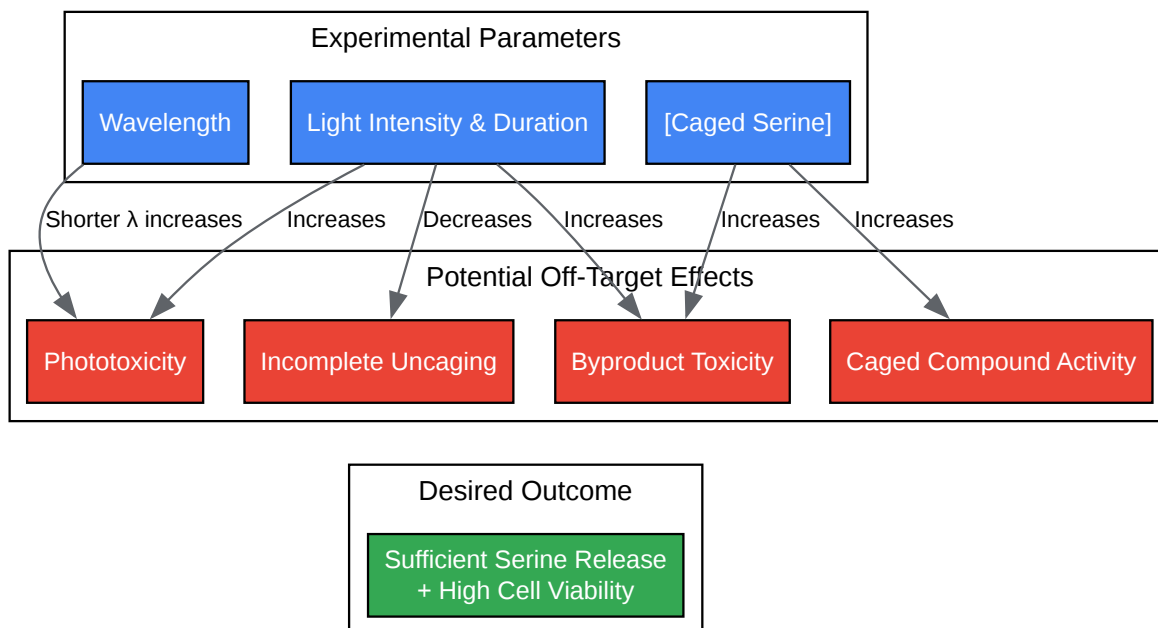 Experimental Parameters
Wavelength
Light Intensity & Duration
[Caged Serine]
Shorter λ increases
Increases
Decreases
Increases
Increases
Increases
Potential Off-Target Effects
Phototoxicity
Incomplete Uncaging
Byproduct Toxicity
Caged Compound Activity
Desired Outcome
Sufficient Serine Release
+ High Cell Viability